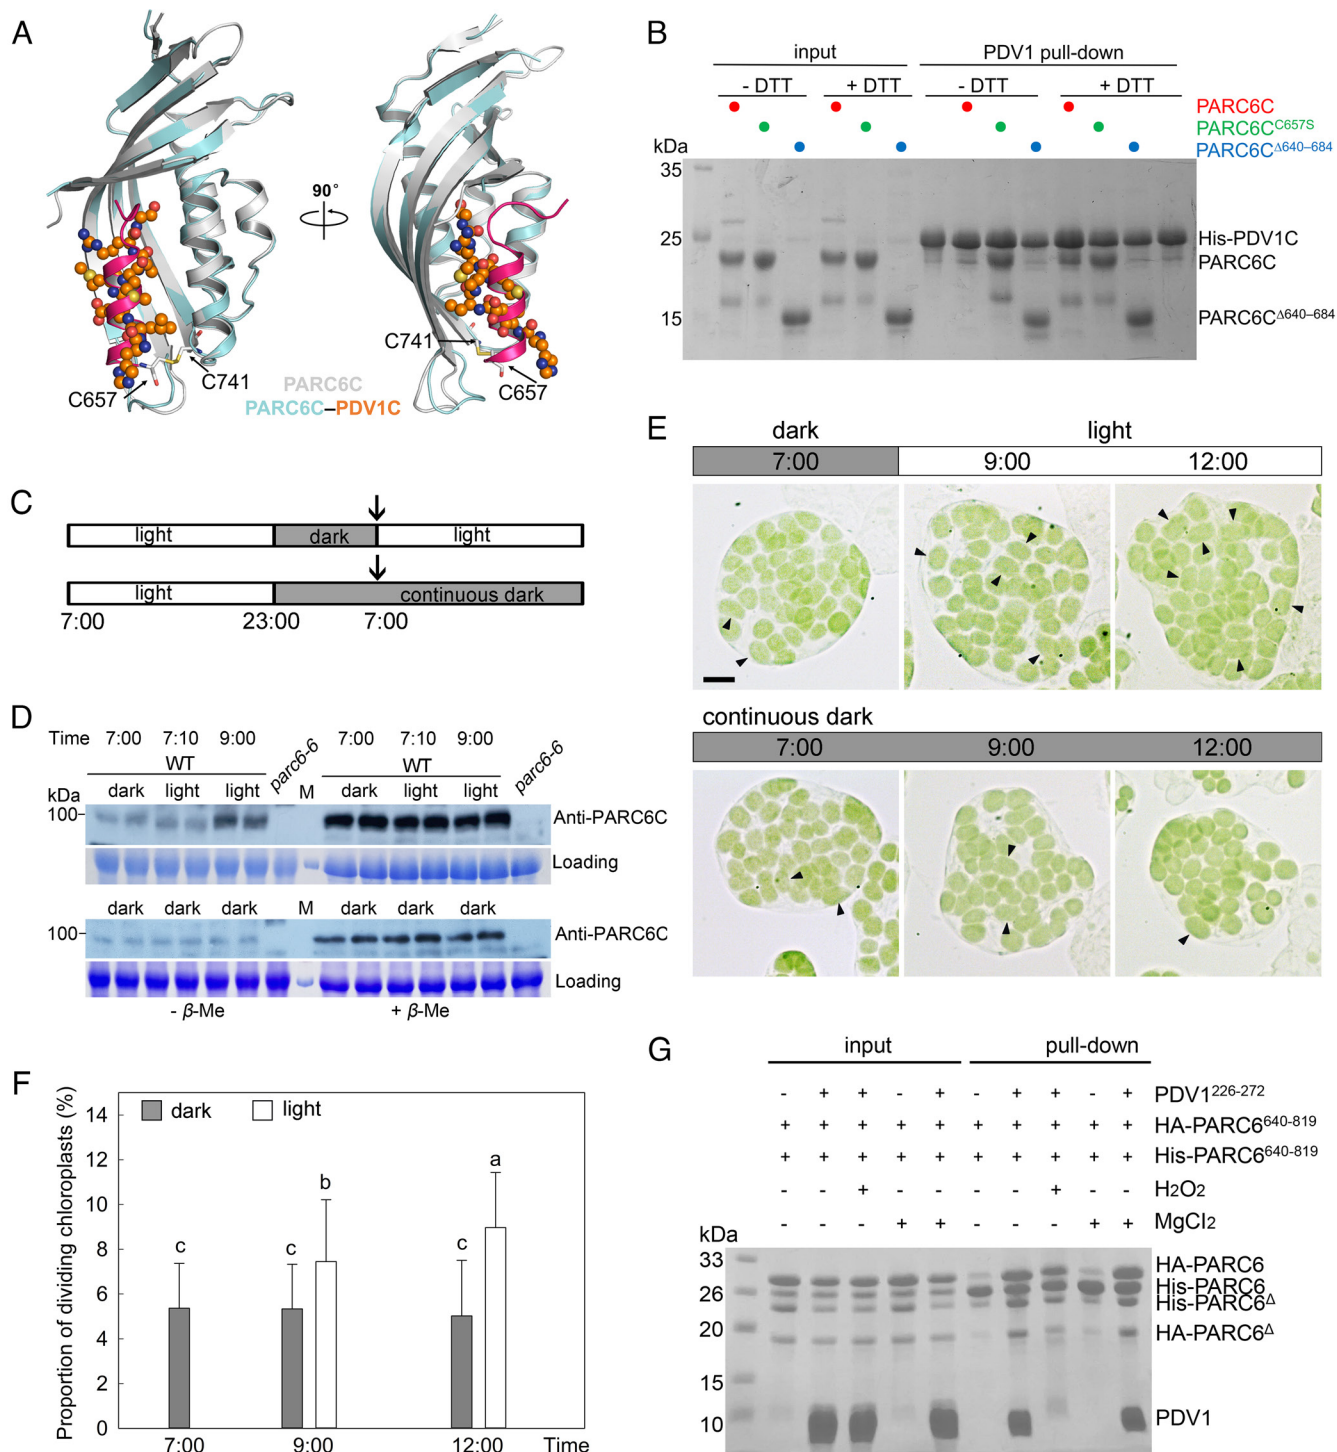 A
90°
C741
C657
C741
C657
PARC6C
PARC6C–PDV1C
B
input
PDV1 pull-down
- DTT
+ DTT
- DTT
+ DTT
PARC6C
PARC6C^C657S
PARC6C^Δ640–684
kDa
35
25
15
His-PDV1C
PARC6C
PARC6C^Δ640–684
C
light
dark
light
light
continuous dark
7:00
23:00
7:00
D
Time
7:00
7:10
9:00
parc6-6
7:00
7:10
9:00
parc6-6
WT
WT
kDa
dark
light
light
M
dark
light
light
100
Anti-PARC6C
Loading
dark
dark
dark
M
dark
dark
dark
100
Anti-PARC6C
Loading
- β-Me
+ β-Me
E
dark
light
7:00
9:00
12:00
continuous dark
7:00
9:00
12:00
F
Proportion of dividing chloroplasts (%)
14
12
10
8
6
4
2
0
dark
light
c
c
b
c
a
7:00
9:00
12:00
Time
G
input
pull-down
- + + - + - + + - + PDV1^226-272
+ + + + + + + + + + HA-PARC6^640-819
+ + + + + + + + + + His-PARC6^640-819
- - + - - - - + - - H2O2
- - - + + - - - + + MgCl2
kDa
33
26
20
15
10
HA-PARC6
His-PARC6
His-PARC6^Δ
HA-PARC6^Δ
PDV1